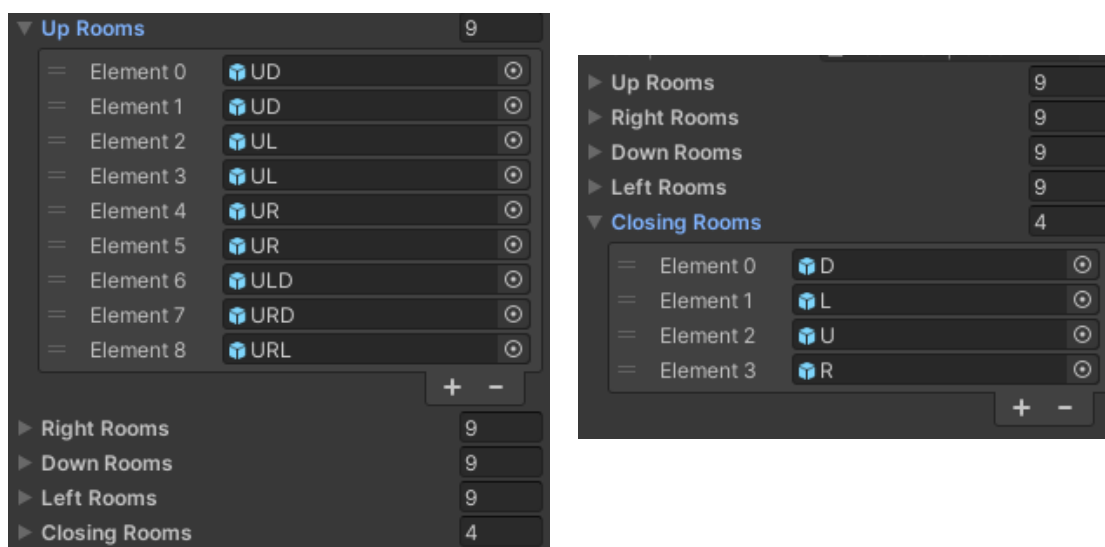 Up Rooms 9
Element 0 UD
Element 1 UD
Element 2 UL
Element 3 UL
Element 4 UR
Element 5 UR
Element 6 ULD
Element 7 URD
Element 8 URL
+ -
Right Rooms 9
Down Rooms 9
Left Rooms 9
Closing Rooms 4
Up Rooms 9
Right Rooms 9
Down Rooms 9
Left Rooms 9
Closing Rooms 4
Element 0 D
Element 1 L
Element 2 U
Element 3 R
+ -